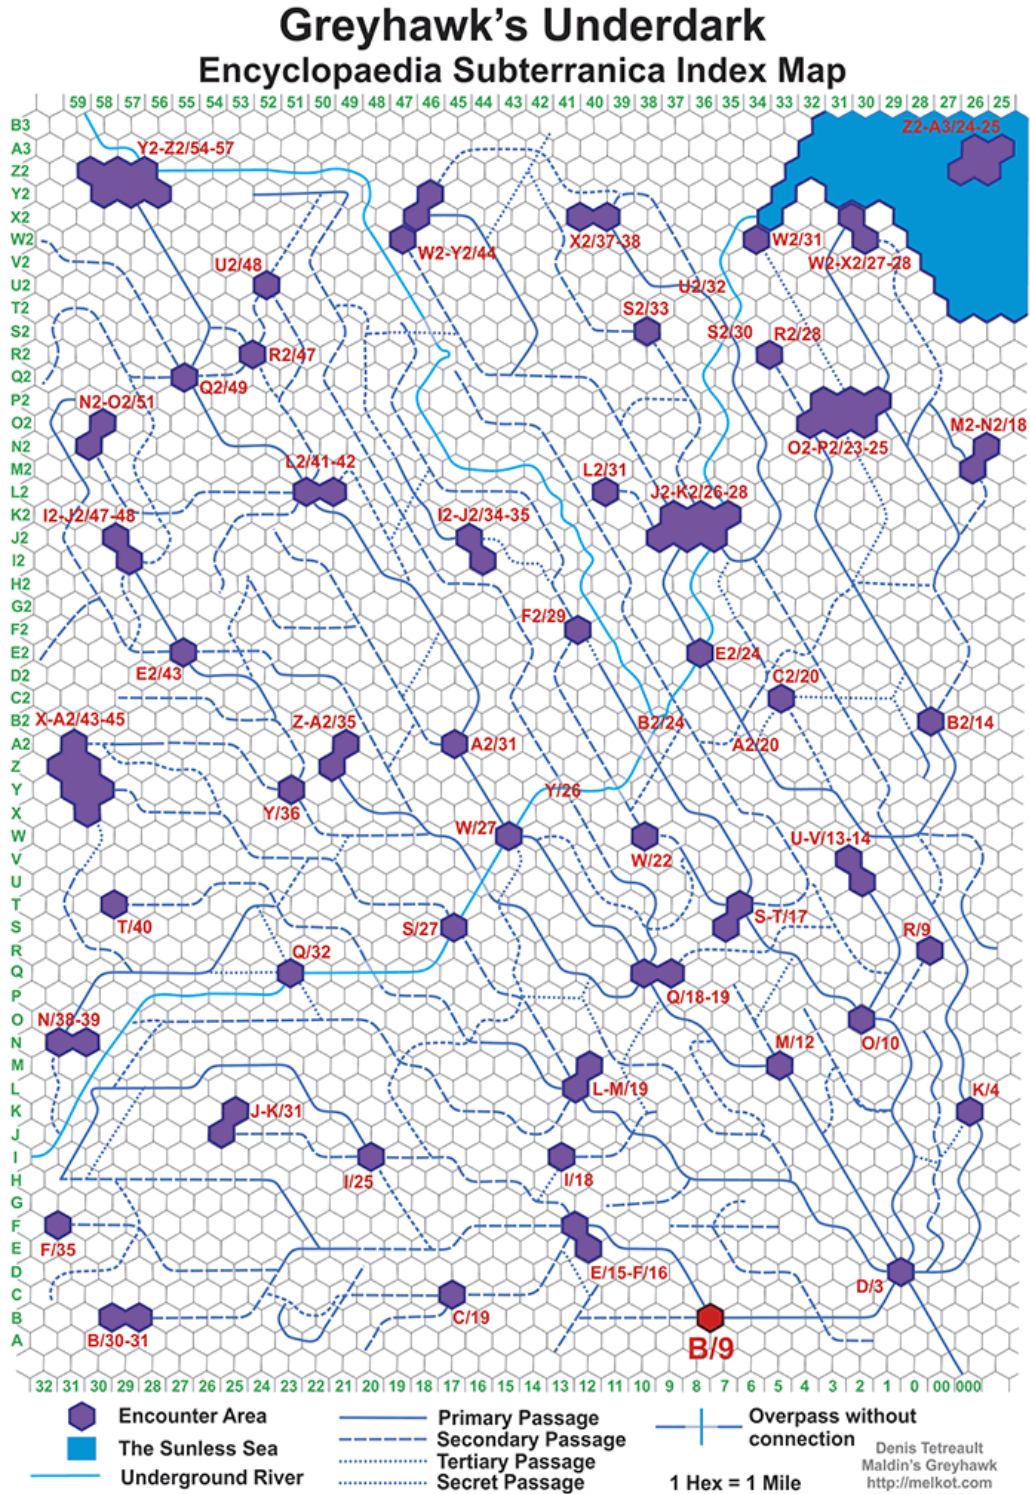 Greyhawk's Underdark
Encyclopaedia Subterranica Index Map
59 58 57 56 55 54 53 52 51 50 49 48 47 46 45 44 43 42 41 40 39 38 37 36 35 34 33 32 31 30 29 28 27 26 25
B3
Z2-A3/24-25
A3
Y2-Z2/54-57
Z2
Y2
X2
W2
X2/37-38
W2/31
W2-Y2/44
V2
U2/48
W2-X2/27-28
U2
U2/32
T2
S2/33
S2
S2/30
R2/28
R2
R2/47
Q2
Q2/49
P2
N2-O2/51
O2
M2-N2/18
N2
O2-P2/23-25
L2/41-42
M2
L2/31
L2
J2-K2/26-28
K2
I2-J2/47-48
I2-J2/34-35
J2
I2
H2
G2
F2/29
F2
E2
E2/24
E2/43
D2
C2/20
C2
X-A2/43-45
Z-A2/35
B2
B2/24
B2/14
A2
A2/31
A2/20
Z
Y
Y/26
X
Y/36
W
W/27
U-V/13-14
V
W/22
U
T
T/40
S/27
S-T/17
S
R/9
R
Q/32
Q
P
Q/18-19
O
N/38-39
N
M/12
O/10
M
L
L-M/19
K/4
K
J-K/31
J
I
H
I/25
I/18
G
F
E
F/35
D
E/15-F/16
D/3
C
B
C/19
A
B/30-31
B/9
32 31 30 29 28 27 26 25 24 23 22 21 20 19 18 17 16 15 14 13 12 11 10 9 8 7 6 5 4 3 2 1 0 00 000
Encounter Area
The Sunless Sea
Underground River
Primary Passage
Secondary Passage
Tertiary Passage
Secret Passage
Overpass without
connection
1 Hex = 1 Mile
Denis Tetreault
Maldin's Greyhawk
http://melkot.com